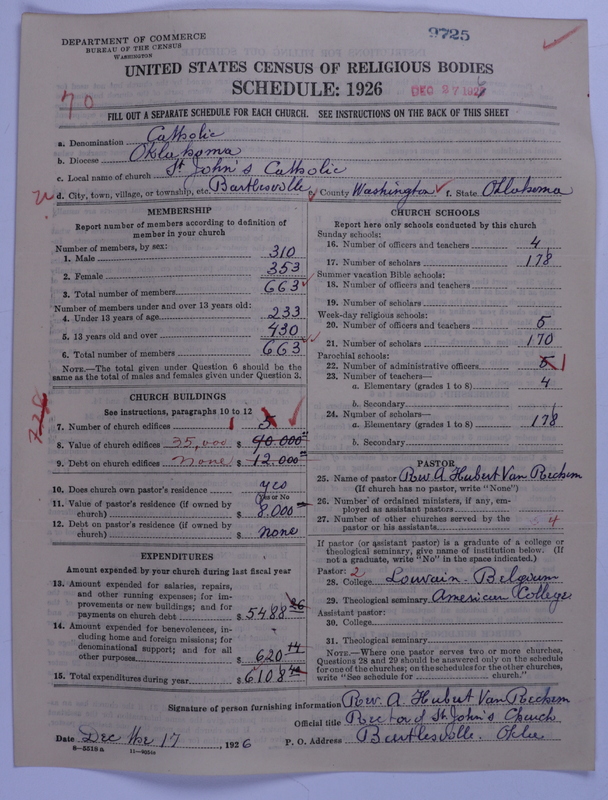 DEPARTMENT OF COMMERCE
BUREAU OF THE CENSUS
WASHINGTON
9725
UNITED STATES CENSUS OF RELIGIOUS BODIES
SCHEDULE: 1926
DEC 27 1926
70
FILL OUT A SEPARATE SCHEDULE FOR EACH CHURCH. SEE INSTRUCTIONS ON THE BACK OF THIS SHEET
a. Denomination Catholic
b. Diocese Oklahoma
c. Local name of church St John's Catholic
d. City, town, village, or township, etc. Bartlesville e. County Washington f. State Oklahoma
MEMBERSHIP
Report number of members according to definition of member in your church
Number of members, by sex:
1. Male 310
2. Female 353
3. Total number of members 663
Number of members under and over 13 years old:
4. Under 13 years of age 233
5. 13 years old and over 430
6. Total number of members 663
NOTE.—The total given under Question 6 should be the same as the total of males and females given under Question 3.
CHURCH BUILDINGS
See instructions, paragraphs 10 to 12
7. Number of church edifices 1 5
8. Value of church edifices 35,000 $ 90.000
9. Debt on church edifices none $ 12.000
10. Does church own pastor's residence yes
(Yes or No)
11. Value of pastor's residence (if owned by church) $ 8,000
12. Debt on pastor's residence (if owned by church) $ none
EXPENDITURES
Amount expended by your church during last fiscal year
13. Amount expended for salaries, repairs, and other running expenses; for improvements or new buildings; and for payments on church debt $ 5488 26
14. Amount expended for benevolences, including home and foreign missions; for denominational support; and for all other purposes $ 620 14
15. Total expenditures during year $ 6108 40
CHURCH SCHOOLS
Report here only schools conducted by this church
Sunday schools:
16. Number of officers and teachers 4
17. Number of scholars 178
Summer vacation Bible schools:
18. Number of officers and teachers
19. Number of scholars
Week-day religious schools:
20. Number of officers and teachers 5
21. Number of scholars 170
Parochial schools:
22. Number of administrative officers 5 1
23. Number of teachers—
a. Elementary (grades 1 to 8) 4
b. Secondary
24. Number of scholars—
a. Elementary (grades 1 to 8) 178
b. Secondary
PASTOR
25. Name of pastor Rev. A. Hubert Van Reckem
(If church has no pastor, write "None")
26. Number of ordained ministers, if any, employed as assistant pastors
27. Number of other churches served by the pastor or his assistants 4
If pastor (or assistant pastor) is a graduate of a college or theological seminary, give name of institution below. (If not a graduate, write "No" in the space indicated.)
Pastor: 2
28. College Louvain. Belgium
29. Theological seminary American College
Assistant pastor:
30. College
31. Theological seminary
NOTE.—Where one pastor serves two or more churches, Questions 28 and 29 should be answered only on the schedule for one of the churches; on the schedules for the other churches, write "See schedule for church."
Signature of person furnishing information Rev. A. Hubert Van Reckem
Official title Rector of St. John's Church
Date Dec 17, 1926 P. O. Address Bartlesville. Okla
8—5518a